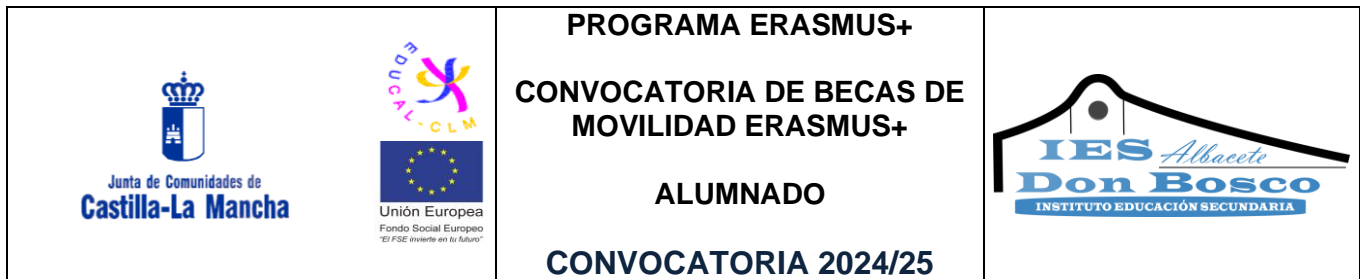 Junta de Comunidades de
Castilla-La Mancha
EDUCAL-CLM
Unión Europea
Fondo Social Europeo
"El FSE invierte en tu futuro"
PROGRAMA ERASMUS+
CONVOCATORIA DE BECAS DE
MOVILIDAD ERASMUS+
ALUMNADO
CONVOCATORIA 2024/25
IES Albacete
Don Bosco
INSTITUTO EDUCACIÓN SECUNDARIA